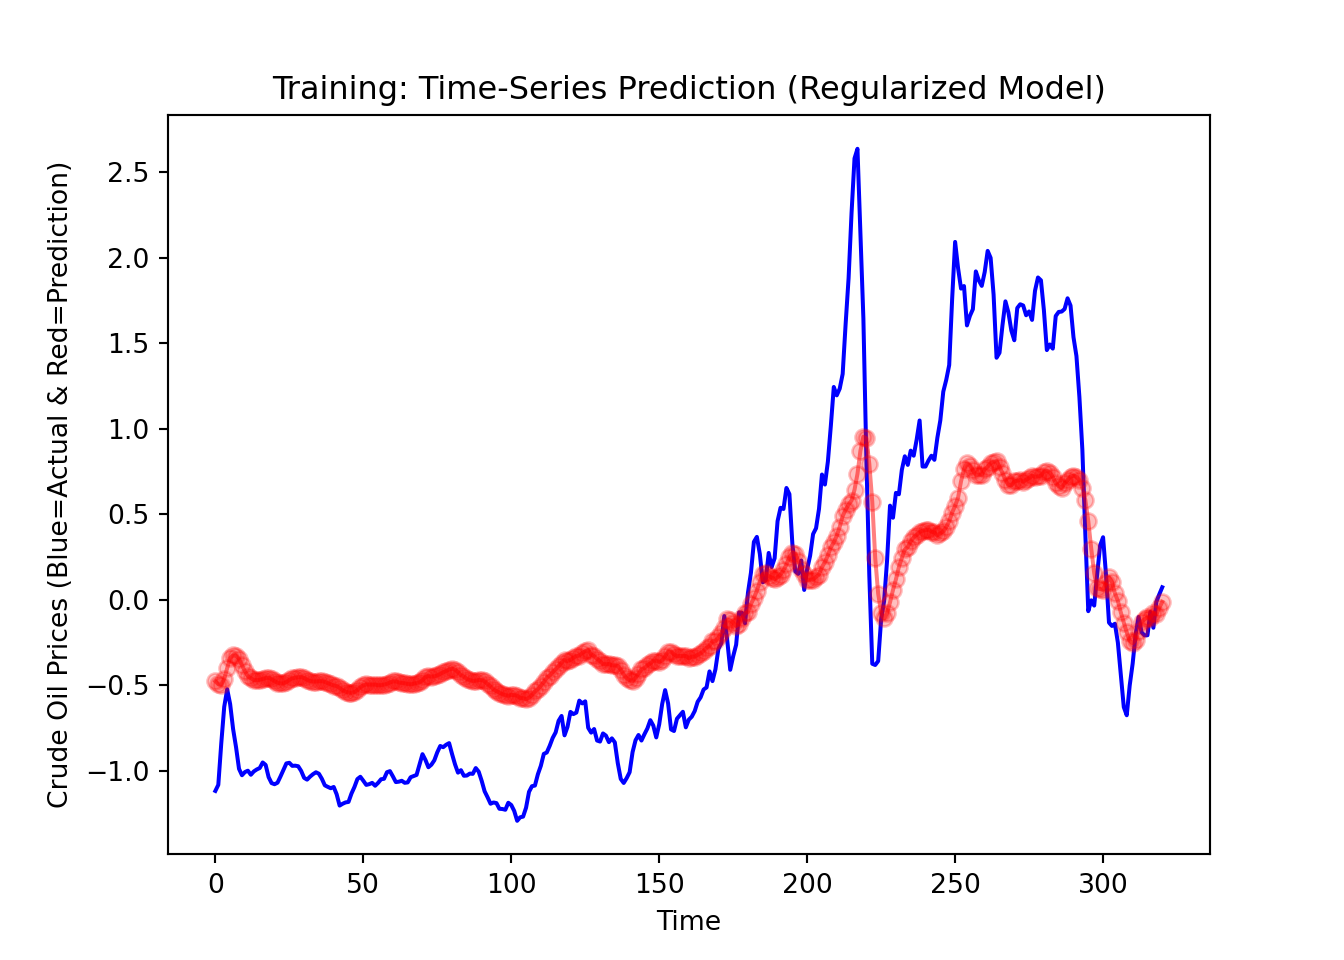 Training: Time-Series Prediction (Regularized Model)
Crude Oil Prices (Blue=Actual & Red=Prediction)
2.5
2.0
1.5
1.0
0.5
0.0
−0.5
−1.0
0 50 100 150 200 250 300
Time